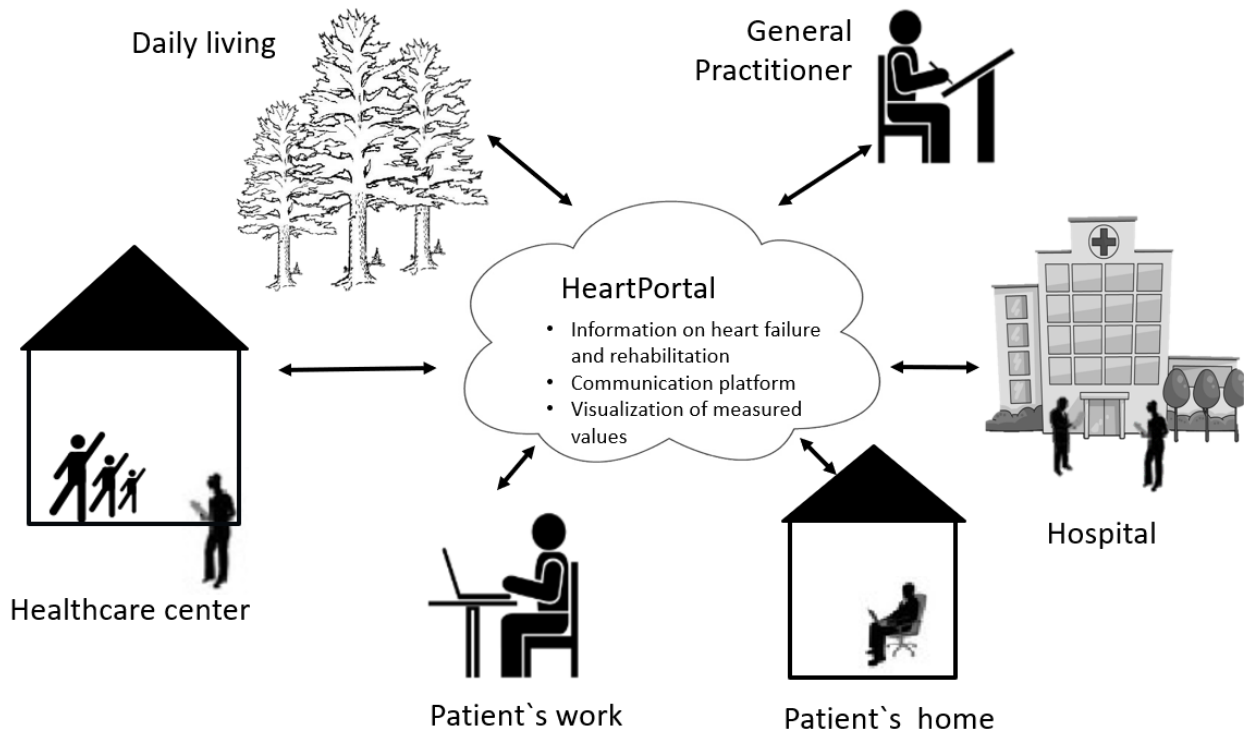 Daily living
General
Practitioner
HeartPortal
• Information on heart failure
and rehabilitation
• Communication platform
• Visualization of measured
values
Hospital
Healthcare center
Patient`s work
Patient`s  home